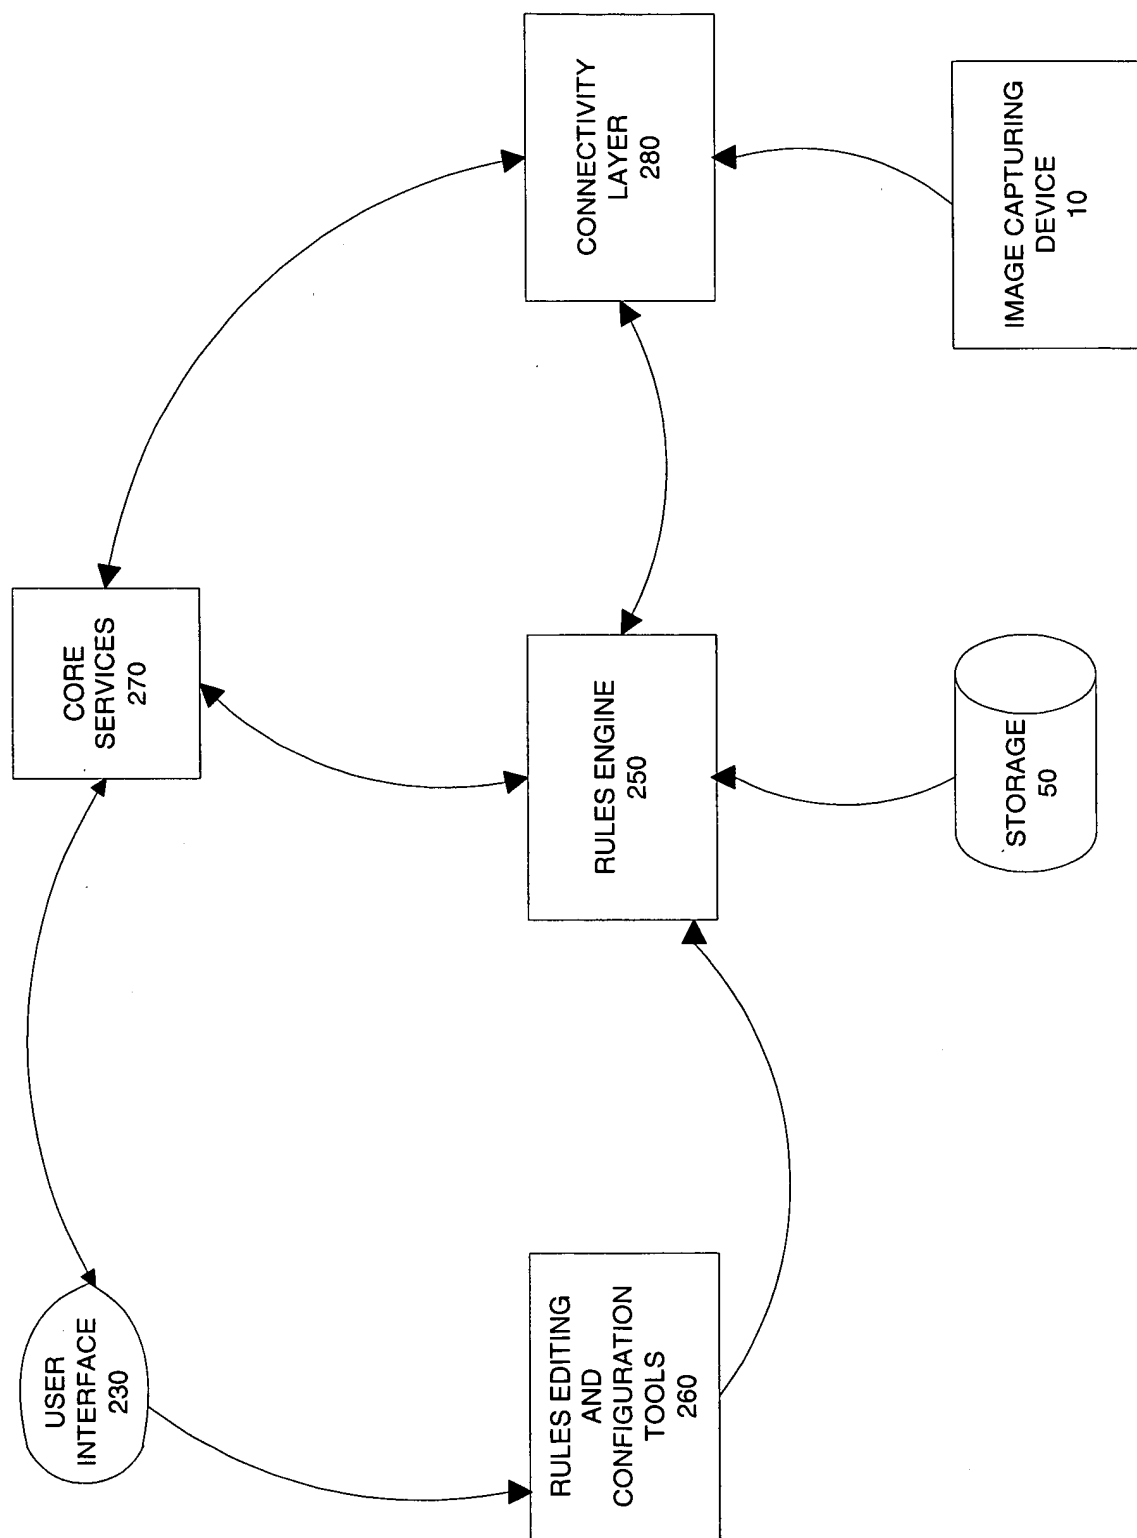 USER
INTERFACE
230
CORE
SERVICES
270
RULES EDITING
AND
CONFIGURATION
TOOLS
260
RULES ENGINE
250
CONNECTIVITY
LAYER
280
STORAGE
50
IMAGE CAPTURING
DEVICE
10